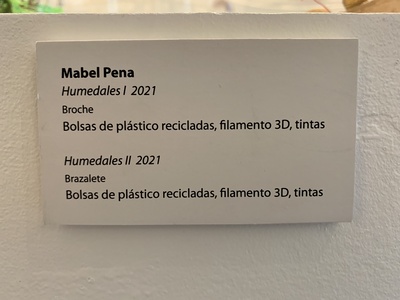 Mabel Pena
Humedales I 2021
Broche
Bolsas de plástico recicladas, filamento 3D, tintas
Humedales II 2021
Brazalete
Bolsas de plástico recicladas, filamento 3D, tintas